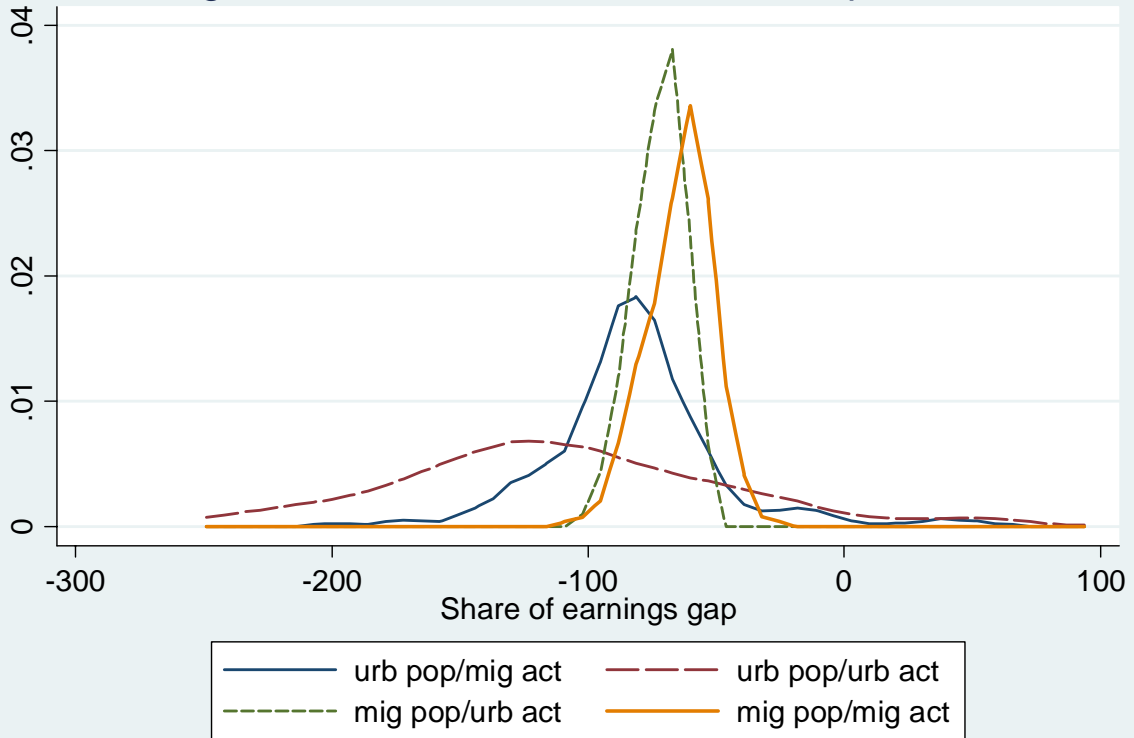 .04
.03
.02
.01
0
-300 -200 -100 0 100
Share of earnings gap
urb pop/mig act urb pop/urb act
mig pop/urb act mig pop/mig act